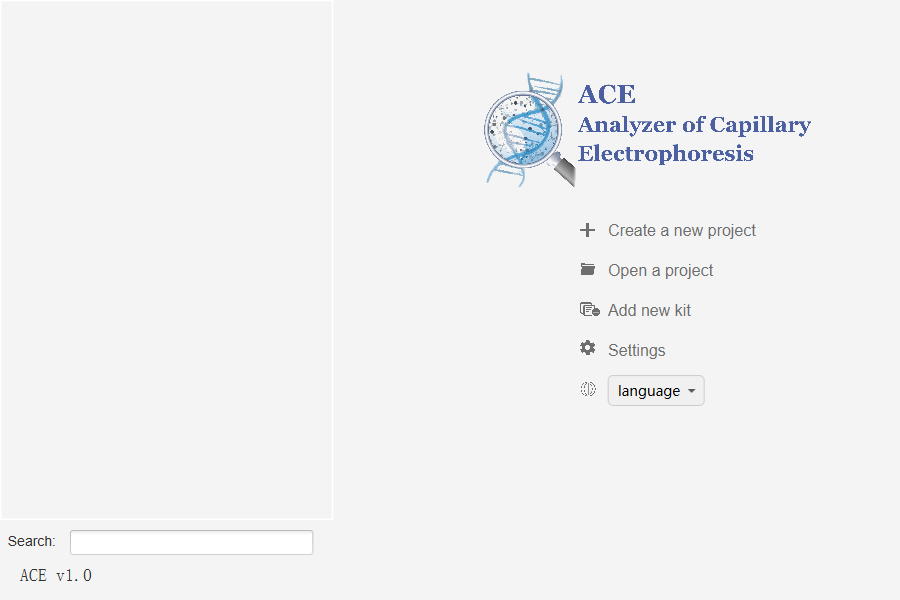 ACE
Analyzer of Capillary
Electrophoresis
Create a new project
Open a project
Add new kit
Settings
language
Search:
ACE v1.0